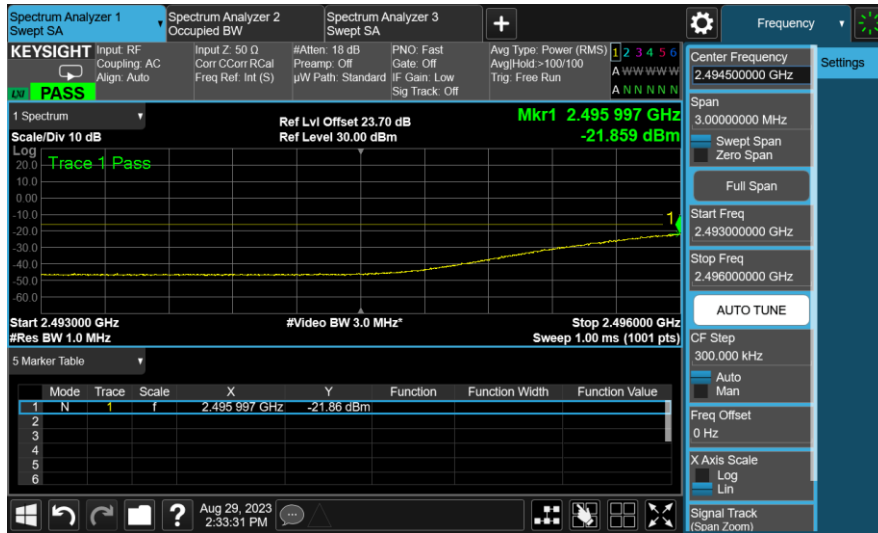 Spectrum Analyzer 1
Swept SA
Spectrum Analyzer 2
Occupied BW
Spectrum Analyzer 3
Swept SA
Frequency
KEYSIGHT
LXI PASS
Input: RF
Coupling: AC
Align: Auto
Input Z: 50 Ω
Corr CCorr RCal
Freq Ref: Int (S)
#Atten: 18 dB
Preamp: Off
µW Path: Standard
PNO: Fast
Gate: Off
IF Gain: Low
Sig Track: Off
Avg Type: Power (RMS)
Avg|Hold:>100/100
Trig: Free Run
1 2 3 4 5 6
A W W W W W
A N N N N N
1 Spectrum
Scale/Div 10 dB
Ref Lvl Offset 23.70 dB
Ref Level 30.00 dBm
Mkr1 2.495 997 GHz
-21.859 dBm
Log
Trace 1 Pass
20.0
10.0
0.00
-10.0
-20.0
-30.0
-40.0
-50.0
-60.0
1
Start 2.493000 GHz
#Res BW 1.0 MHz
#Video BW 3.0 MHz*
Stop 2.496000 GHz
Sweep 1.00 ms (1001 pts)
5 Marker Table
Mode Trace Scale X Y Function Function Width Function Value
1 N 1 f 2.495 997 GHz -21.86 dBm
2
3
4
5
6
?
Aug 29, 2023
2:33:31 PM
Center Frequency
2.494500000 GHz
Settings
Span
3.00000000 MHz
Swept Span
Zero Span
Full Span
Start Freq
2.493000000 GHz
Stop Freq
2.496000000 GHz
AUTO TUNE
CF Step
300.000 kHz
Auto
Man
Freq Offset
0 Hz
X Axis Scale
Log
Lin
Signal Track
(Span Zoom)